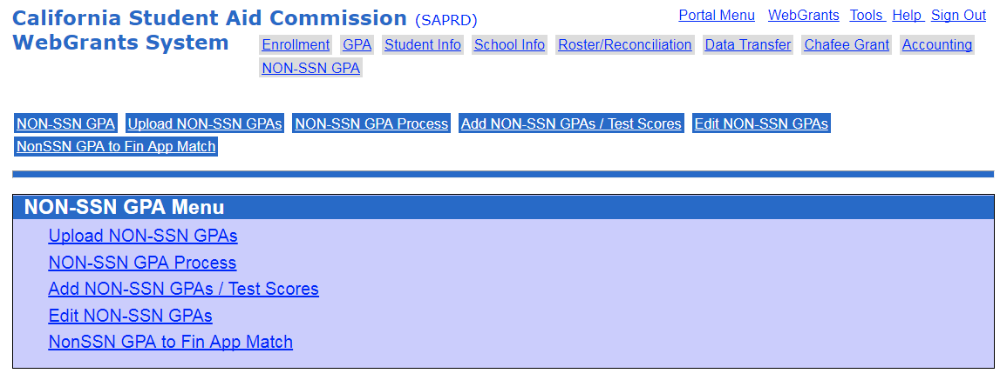 California Student Aid Commission (SAPRD)
Portal Menu WebGrants Tools Help Sign Out
WebGrants System
Enrollment GPA Student Info School Info Roster/Reconciliation Data Transfer Chafee Grant Accounting
NON-SSN GPA
NON-SSN GPA Upload NON-SSN GPAs NON-SSN GPA Process Add NON-SSN GPAs / Test Scores Edit NON-SSN GPAs
NonSSN GPA to Fin App Match
NON-SSN GPA Menu
Upload NON-SSN GPAs
NON-SSN GPA Process
Add NON-SSN GPAs / Test Scores
Edit NON-SSN GPAs
NonSSN GPA to Fin App Match